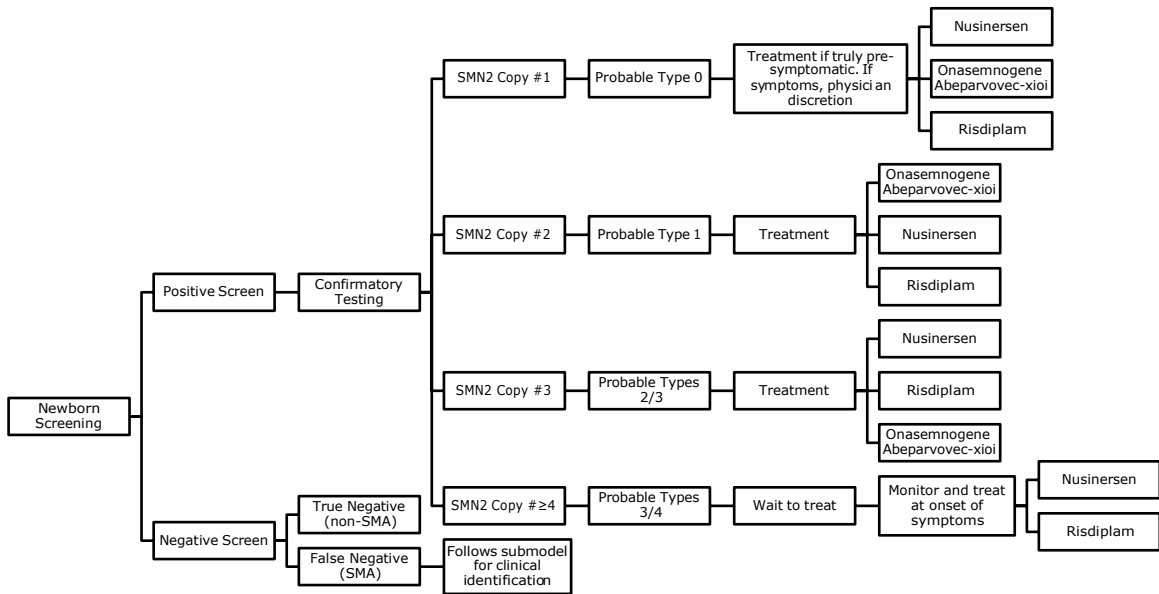 Newborn
Screening
Positive Screen
Confirmatory
Testing
SMN2 Copy #1
Probable Type 0
Treatment if truly pre-
symptomatic. If
symptoms, physician
discretion
Nusinersen
Onasemnogene
Abeparvovec-xioi
Risdiplam
SMN2 Copy #2
Probable Type 1
Treatment
Onasemnogene
Abeparvovec-xioi
Nusinersen
Risdiplam
SMN2 Copy #3
Probable Types
2/3
Treatment
Nusinersen
Risdiplam
Onasemnogene
Abeparvovec-xioi
SMN2 Copy #≥4
Probable Types
3/4
Wait to treat
Monitor and treat
at onset of
symptoms
Nusinersen
Risdiplam
Negative Screen
True Negative
(non-SMA)
False Negative
(SMA)
Follows submodel
for clinical
identification